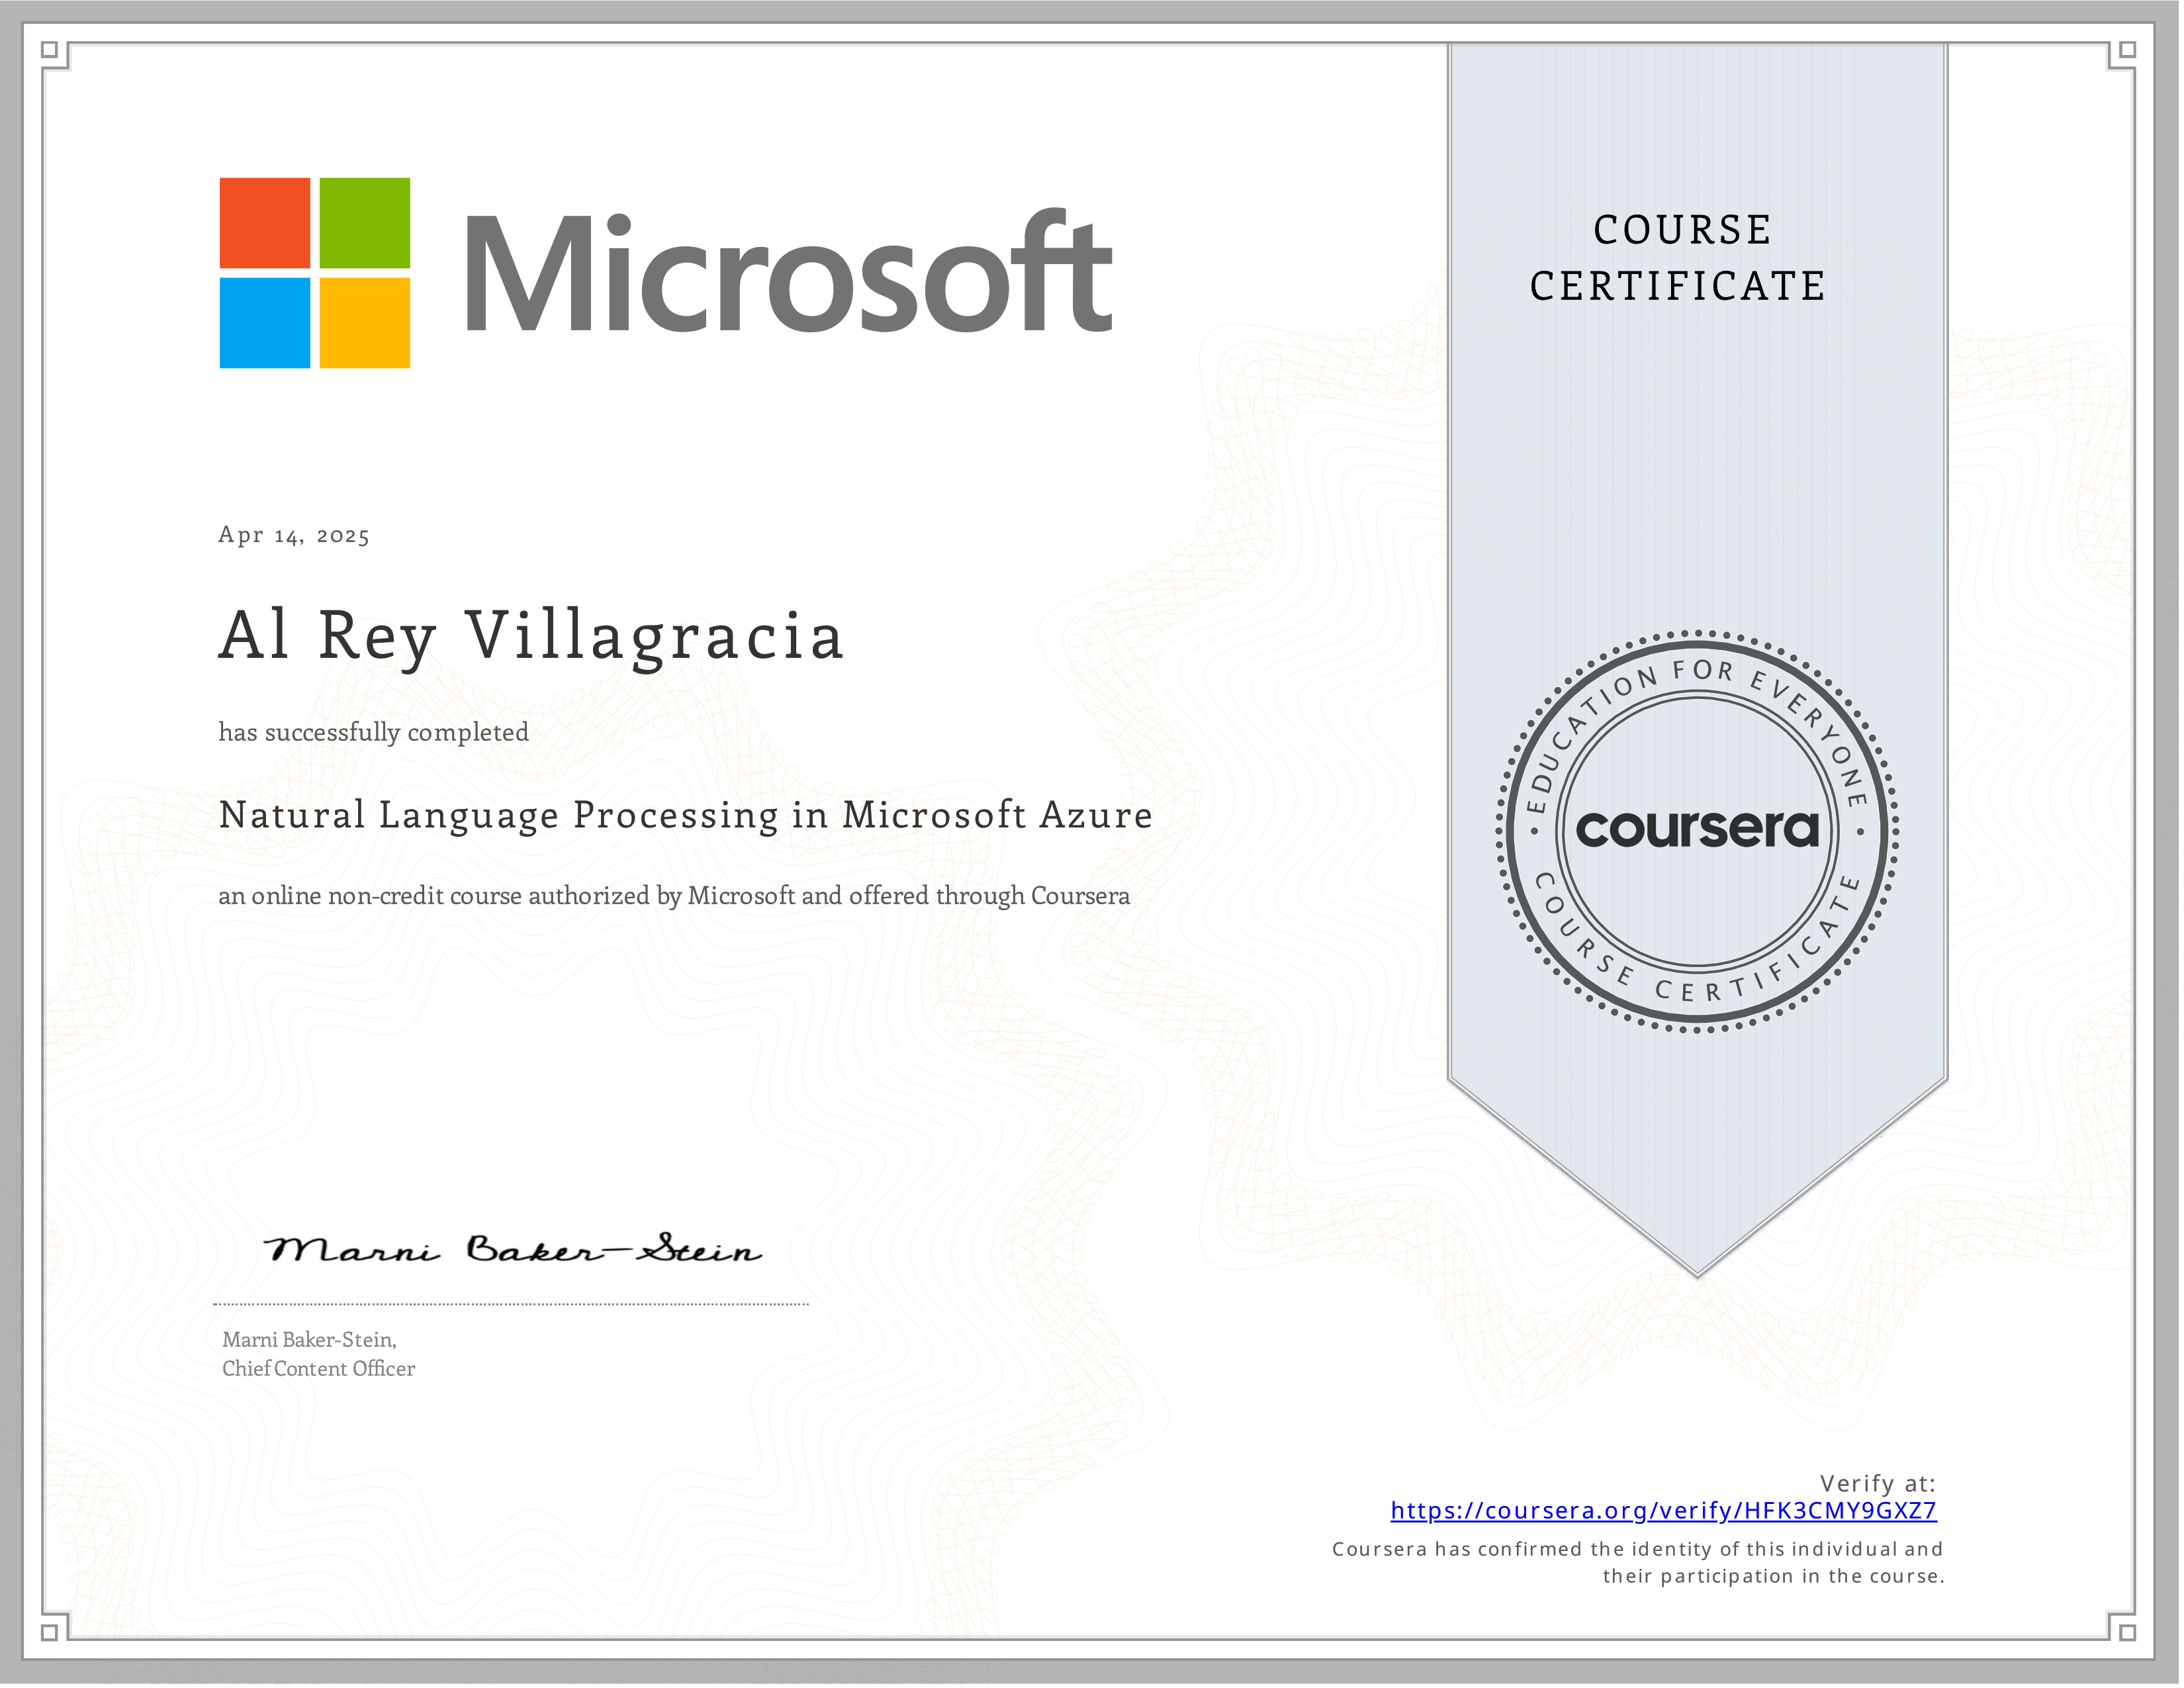 Microsoft
COURSE
CERTIFICATE
Apr 14, 2025
Al Rey Villagracia
has successfully completed
Natural Language Processing in Microsoft Azure
an online non-credit course authorized by Microsoft and offered through Coursera
EDUCATION FOR EVERYONE
coursera
COURSE CERTIFICATE
Marni Baker-Stein
Marni Baker-Stein,
Chief Content Officer
Verify at:
https://coursera.org/verify/HFK3CMY9GXZ7
Coursera has confirmed the identity of this individual and
their participation in the course.